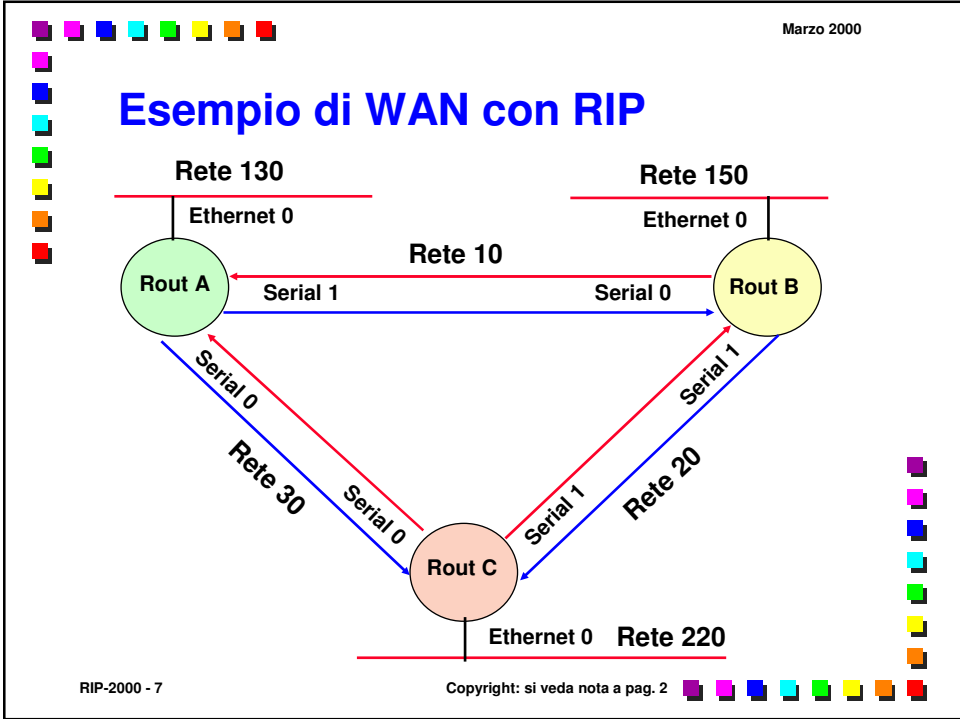 Marzo 2000
Esempio di WAN con RIP
Rete 130
Rete 150
Ethernet 0
Ethernet 0
Rete 10
Rout A
Serial 1
Serial 0
Rout B
Serial 0
Serial 1
Rete 30
Rete 20
Serial 0
Serial 1
Rout C
Ethernet 0
Rete 220
RIP-2000 - 7
Copyright: si veda nota a pag. 2